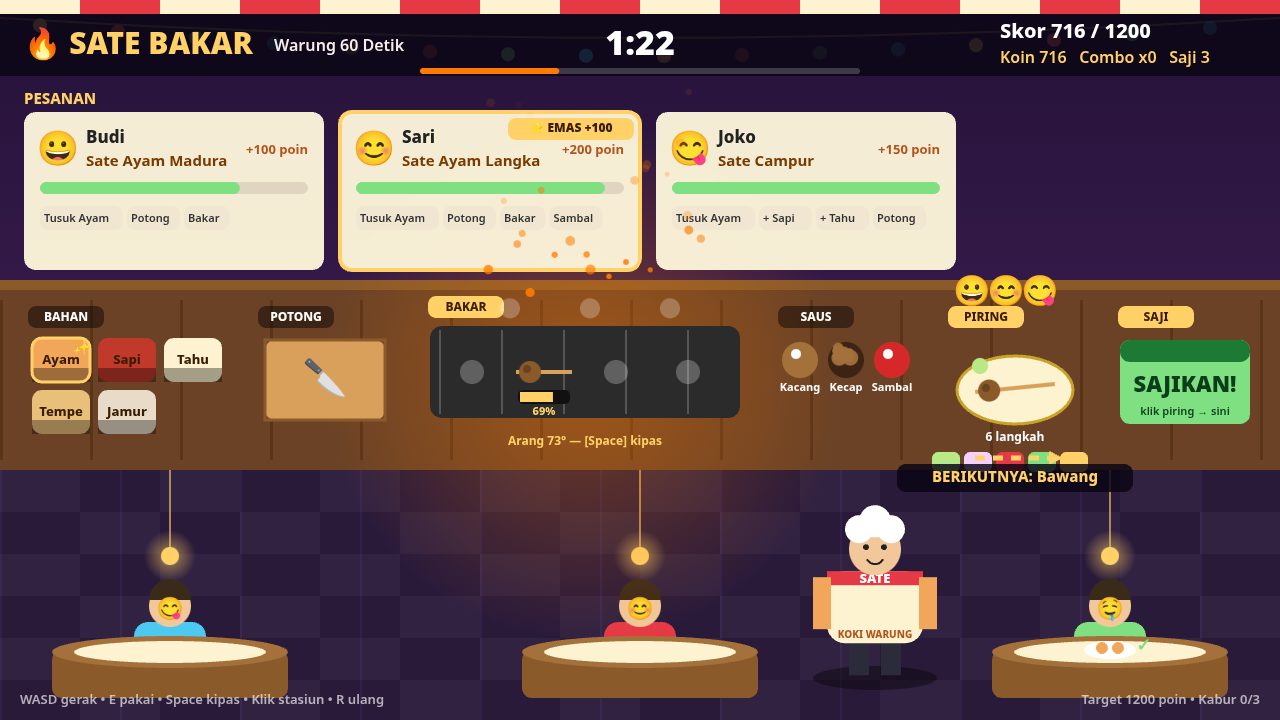 SATE BAKAR
Warung 60 Detik
1:22
Skor 716 / 1200
Koin 716 Combo x0 Saji 3
PESANAN
Budi
Sate Ayam Madura
+100 poin
Tusuk Ayam Potong Bakar
EMAS +100
Sari
Sate Ayam Langka
+200 poin
Tusuk Ayam Potong Bakar Sambal
Joko
Sate Campur
+150 poin
Tusuk Ayam + Sapi + Tahu Potong
BAHAN
Ayam Sapi Tahu
Tempe Jamur
POTONG
BAKAR
69%
Arang 73° — [Space] kipas
SAUS
Kacang Kecap Sambal
PIRING
6 langkah
SAJI
SAJIKAN!
klik piring → sini
BERIKUTNYA: Bawang
SATE
KOKI WARUNG
WASD gerak • E pakai • Space kipas • Klik stasiun • R ulang
Target 1200 poin • Kabur 0/3